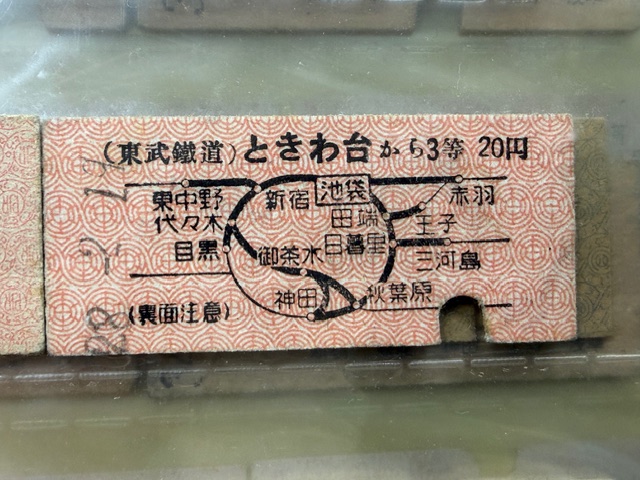 (東武鐵道)ときわ台から3等 20円
東中野 新宿 池袋 赤羽
代々木 田端 王子
目黒 御茶水 日暮里 三河島
神田 秋葉原
(裏面注意)